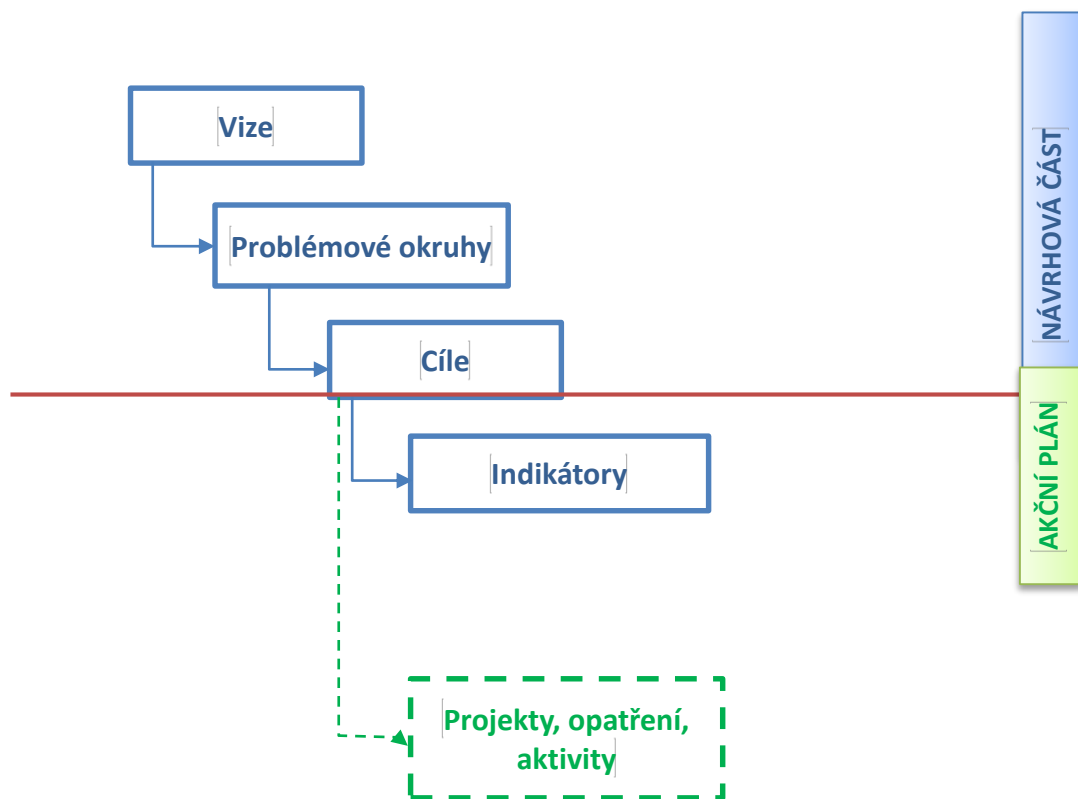 Vize
Problémové okruhy
Cíle
Indikátory
Projekty, opatření,
aktivity
NÁVRHOVÁ ČÁST
AKČNÍ PLÁN